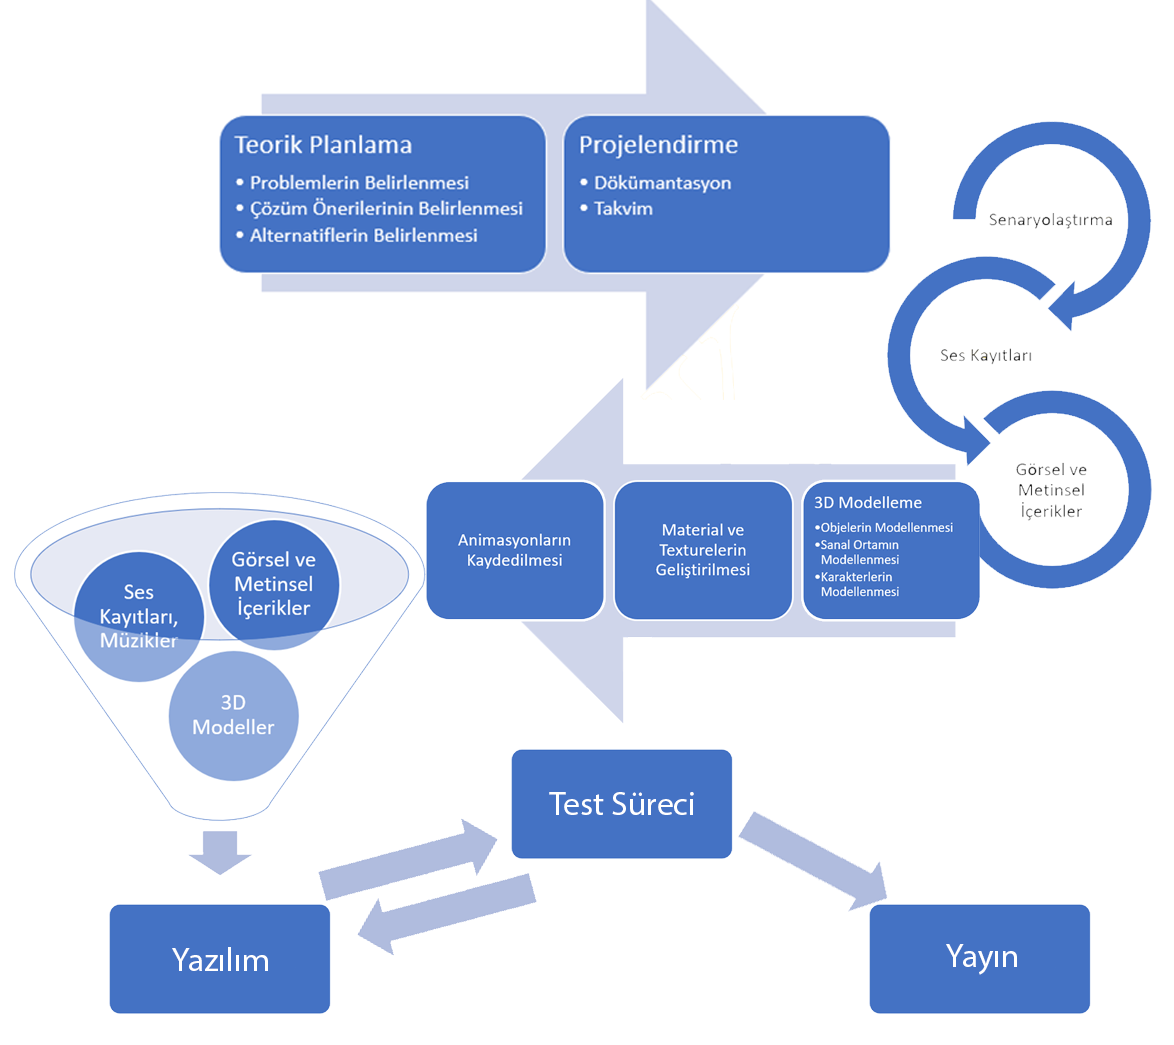 Teorik Planlama
• Problemlerin Belirlenmesi
• Çözüm Önerilerinin Belirlenmesi
• Alternatiflerin Belirlenmesi
Projelendirme
• Dökümantasyon
• Takvim
Senaryolaştırma
Ses Kayıtları
Görsel ve
Metinsel
İçerikler
3D Modelleme
•Objelerin Modellenmesi
•Sanal Ortamın
Modellenmesi
•Karakterlerin
Modellenmesi
Material ve
Texturelerin
Geliştirilmesi
Animasyonların
Kaydedilmesi
Görsel ve
Metinsel
İçerikler
Ses
Kayıtları,
Müzikler
3D
Modeller
Test Süreci
Yazılım
Yayın